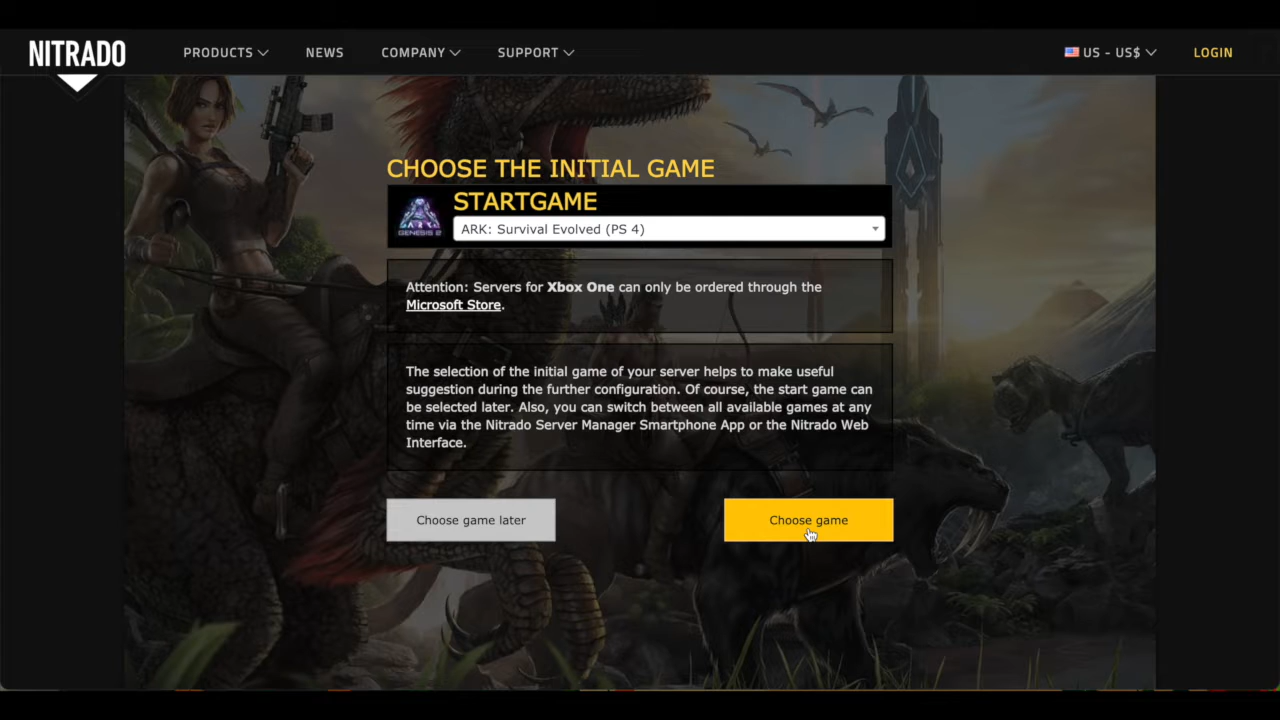 NITRADO
PRODUCTS NEWS COMPANY SUPPORT US - US$ LOGIN
CHOOSE THE INITIAL GAME
STARTGAME
GENESIS 2
ARK: Survival Evolved (PS 4)
Attention: Servers for Xbox One can only be ordered through the
Microsoft Store.
The selection of the initial game of your server helps to make useful
suggestion during the further configuration. Of course, the start game can
be selected later. Also, you can switch between all available games at any
time via the Nitrado Server Manager Smartphone App or the Nitrado Web
Interface.
Choose game later Choose game